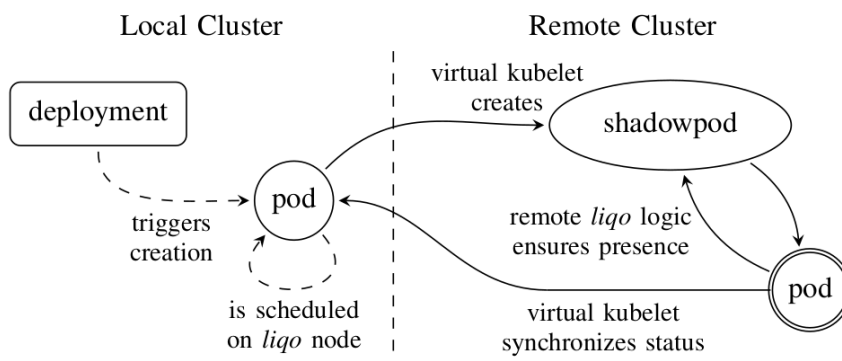 Local Cluster
Remote Cluster
deployment
virtual kubelet
creates
shadowpod
pod
triggers
creation
remote liqo logic
ensures presence
pod
is scheduled
on liqo node
virtual kubelet
synchronizes status